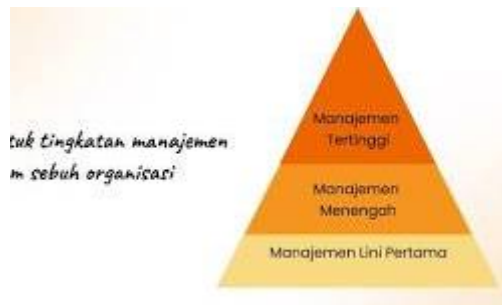 tuk tingkatan manajemen
m sebuh organisasi
Manajemen
Tertinggi
Manajemen
Menengah
Manajemen Lini Pertama